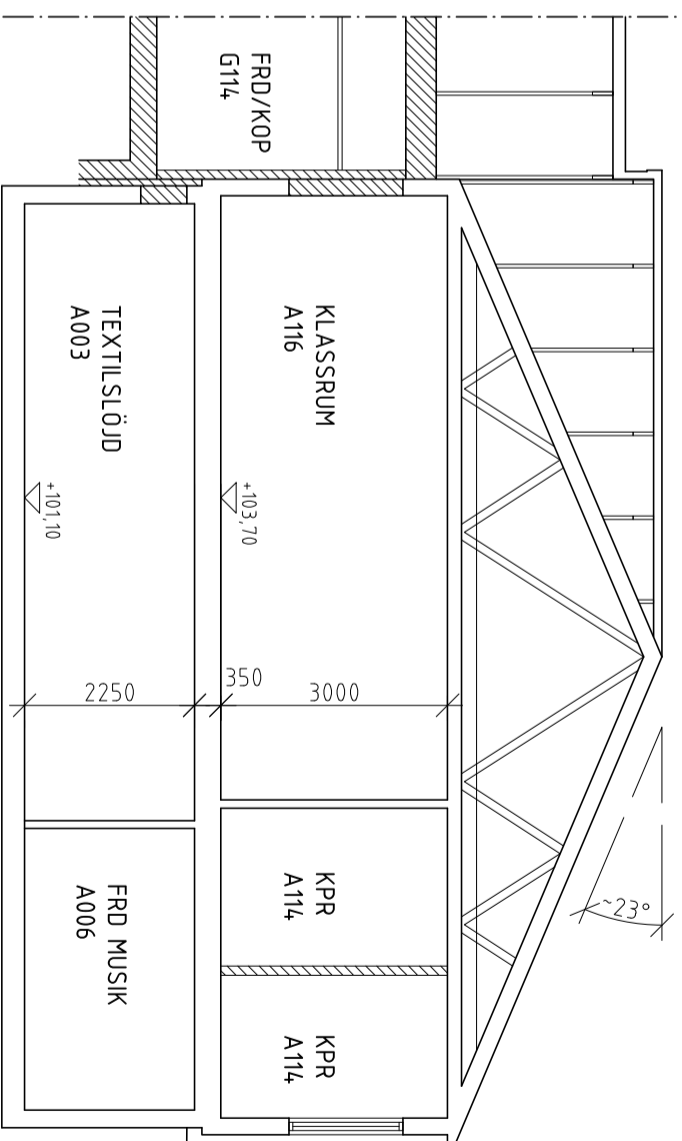 FRD/KOP
G114
KLASSRUM
A116
TEXTILSLÖJD
A003
+103,70
+101,10
3000
350
2250
~23°
KPR
A114
KPR
A114
FRD MUSIK
A006